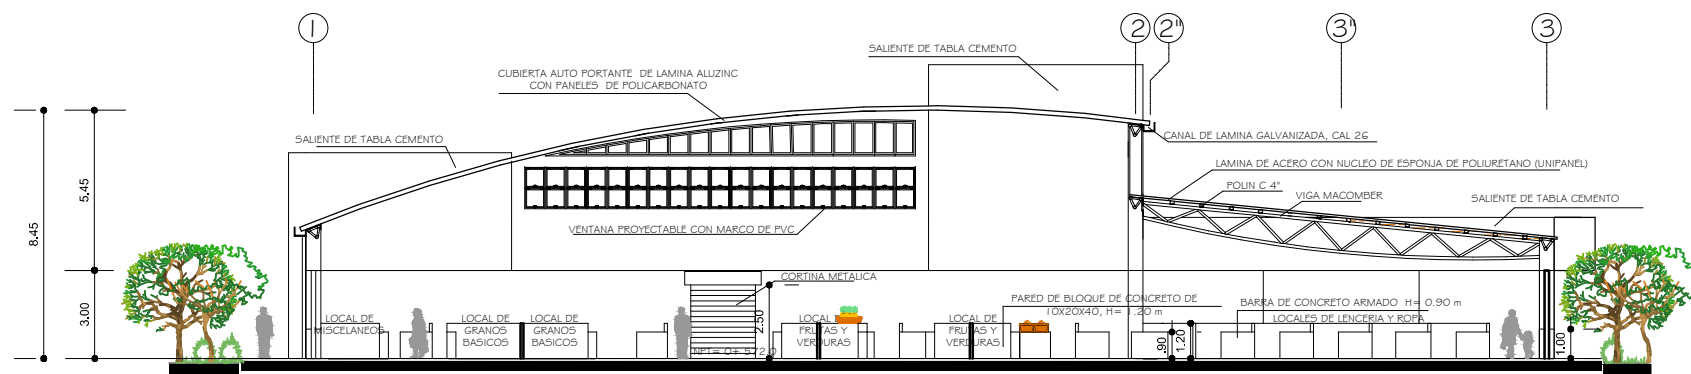 1
2
2"
3"
3
SALIENTE DE TABLA CEMENTO
CUBIERTA AUTO PORTANTE DE LAMINA ALUZINC
CON PANELES DE POLICARBONATO
SALIENTE DE TABLA CEMENTO
CANAL DE LAMINA GALVANIZADA, CAL 26
LAMINA DE ACERO CON NUCLEO DE ESPONJA DE POLIURETANO (UNIPANEL)
POLIN C 4"
VIGA MACOMBER
SALIENTE DE TABLA CEMENTO
5.45
8.45
VENTANA PROYECTABLE CON MARCO DE PVC
CORTINA METALICA
3.00
PARED DE BLOQUE DE CONCRETO DE
10X20X40, H= 1.20 m
BARRA DE CONCRETO ARMADO H= 0.90 m
LOCALES DE LENCERIA Y ROPA
LOCAL DE
MISCELANEOS
LOCAL DE
GRANOS
BASICOS
LOCAL DE
GRANOS
BASICOS
2.50
LOCAL
FRUTAS Y
VERDURAS
LOCAL DE
FRUTAS Y
VERDURAS
.90
1.20
1.00
NPT= 0+ 572.0